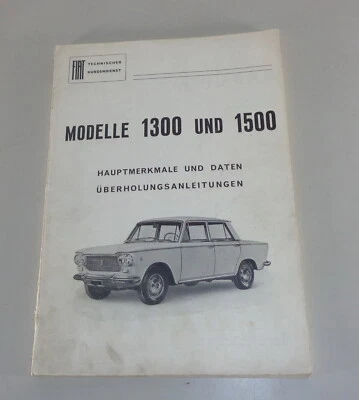 FIAT
TECHNISCHER
KUNDENDIENST
MODELLE 1300 UND 1500
HAUPTMERKMALE UND DATEN
ÜBERHOLUNGSANLEITUNGEN